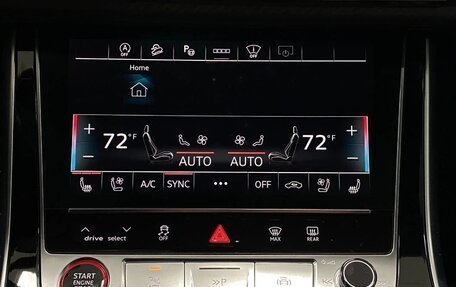 A OFF P OFF
Home
72°F 72°F
AUTO AUTO
A/C SYNC OFF
drive select OFF MAX REAR
START ENGINE P